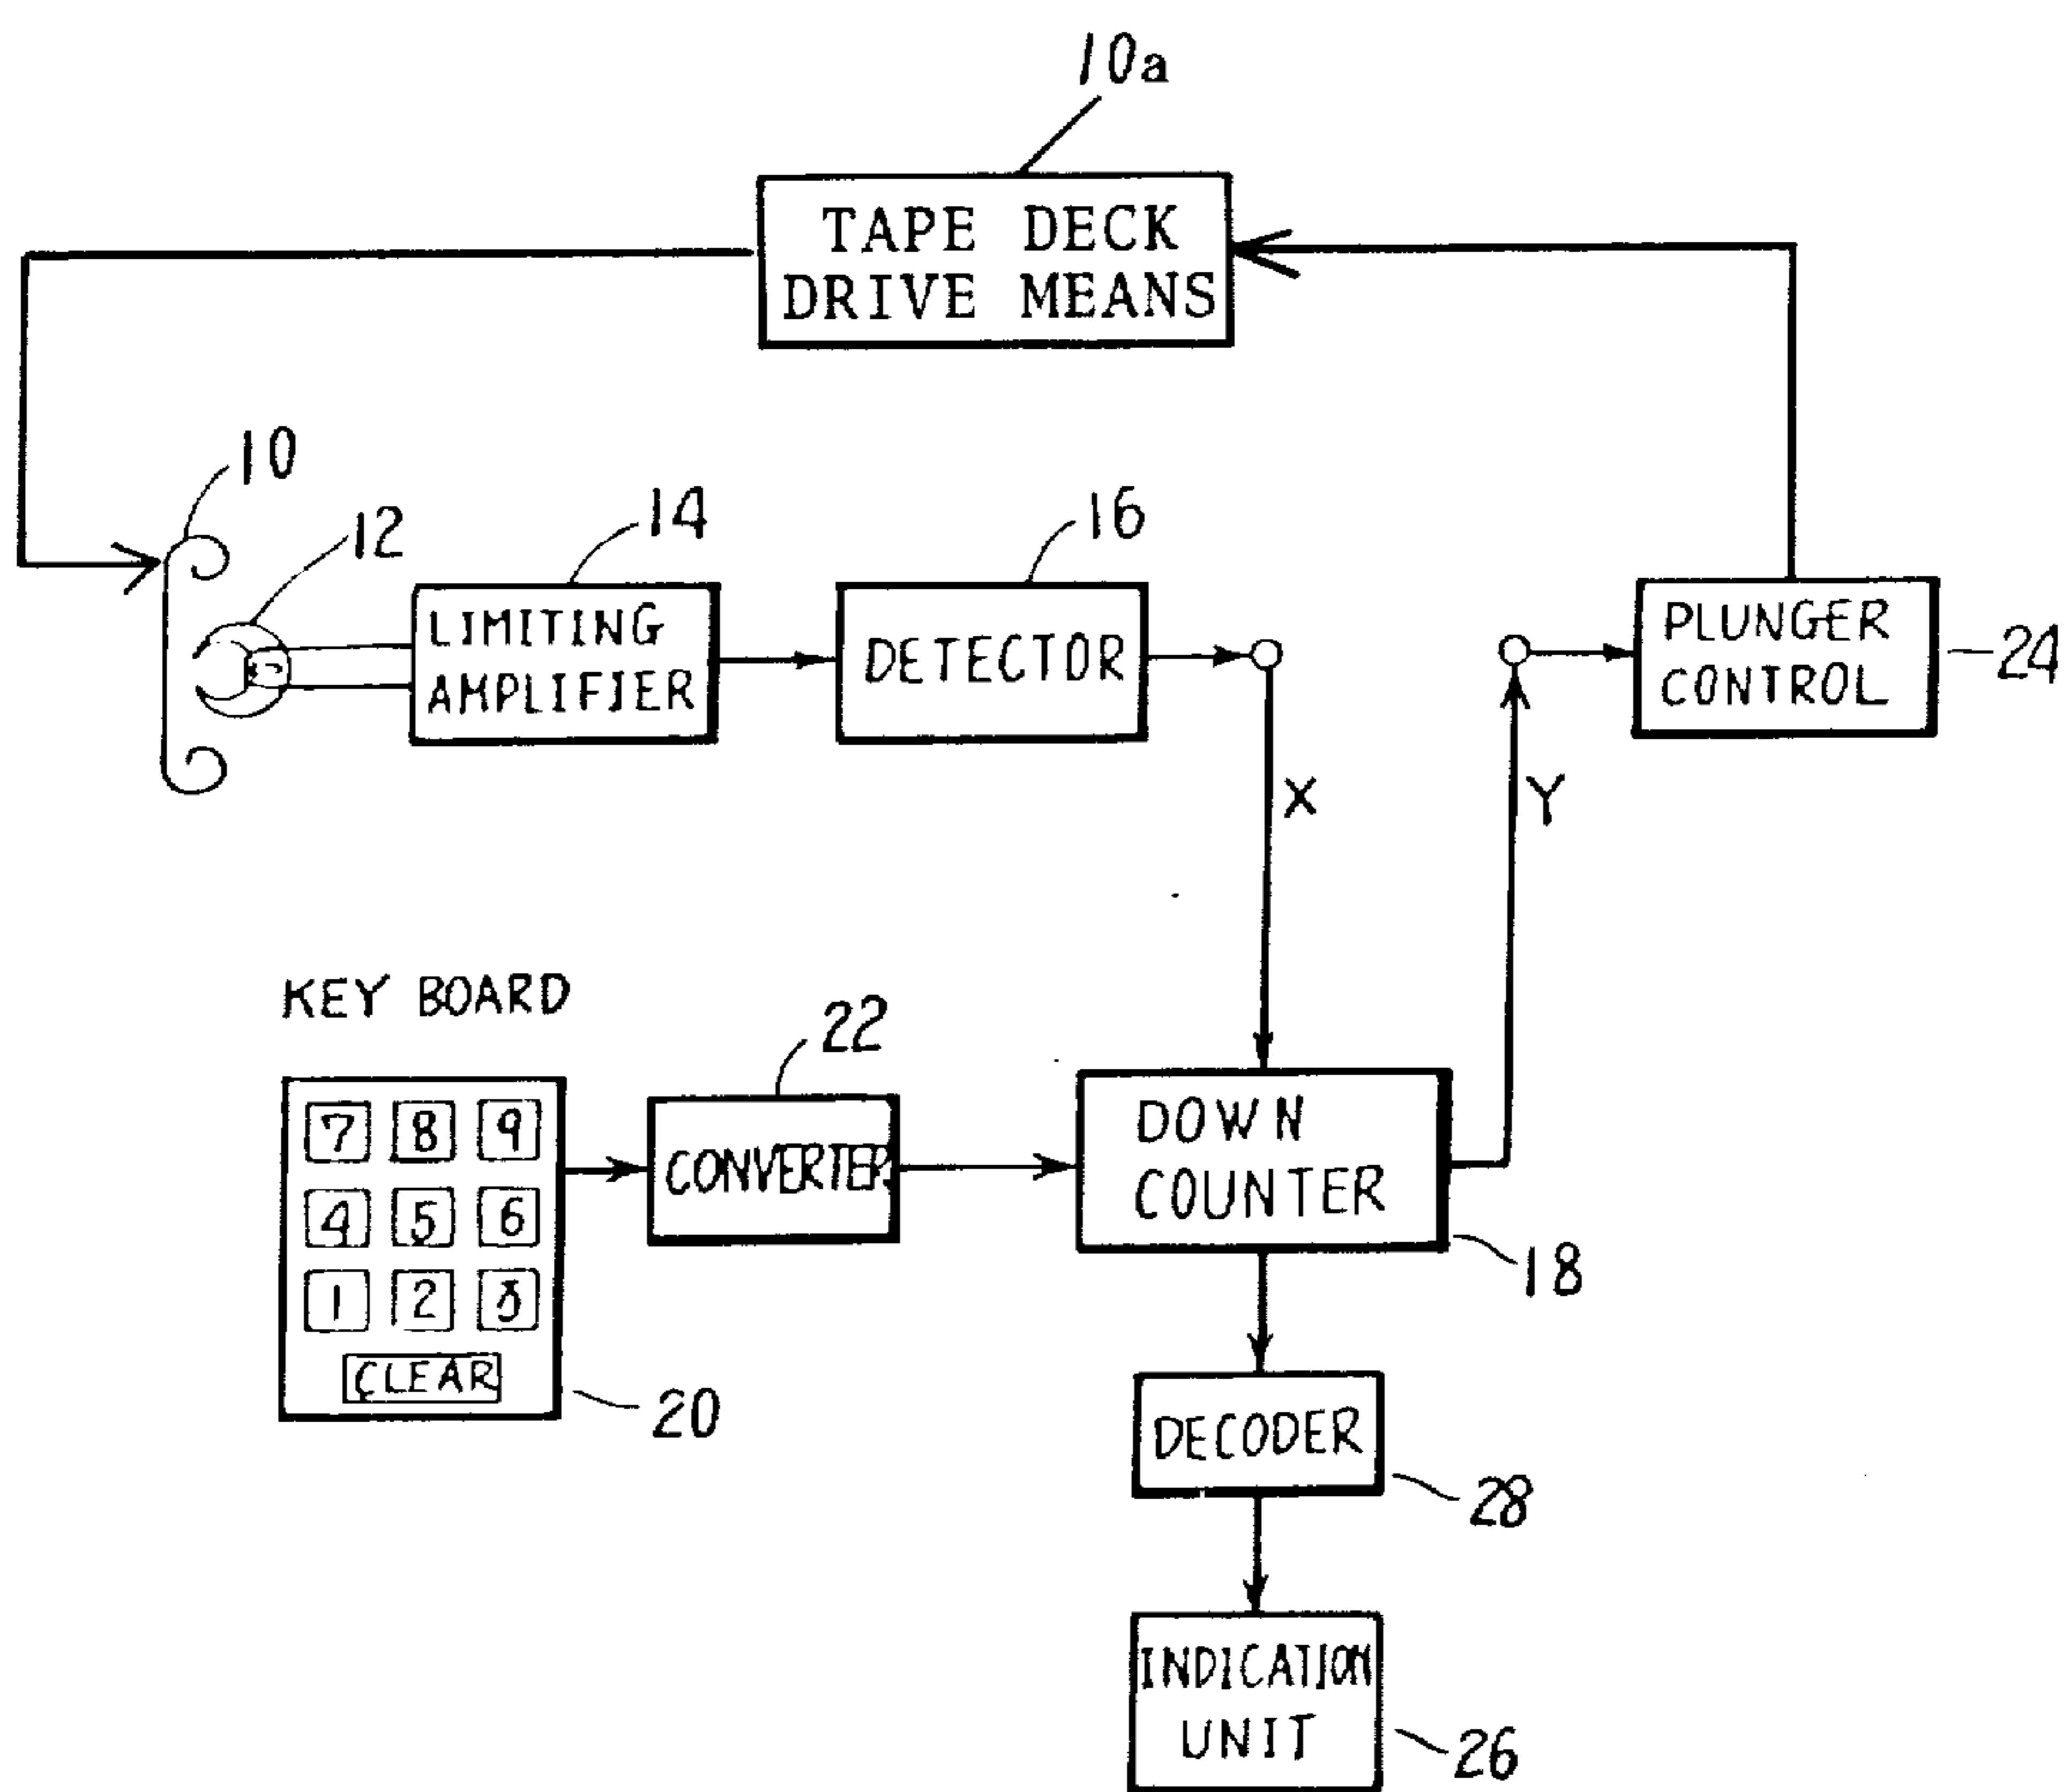 10a
TAPE DECK
DRIVE MEANS
10
12
14
16
LIMITING
AMPLIFIER
DETECTOR
PLUNGER
CONTROL
24
X
Y
KEY BOARD
22
7 8 9
4 5 6
1 2 3
CLEAR
20
CONVERTER
DOWN
COUNTER
18
DECODER
28
INDICATION
UNIT
26